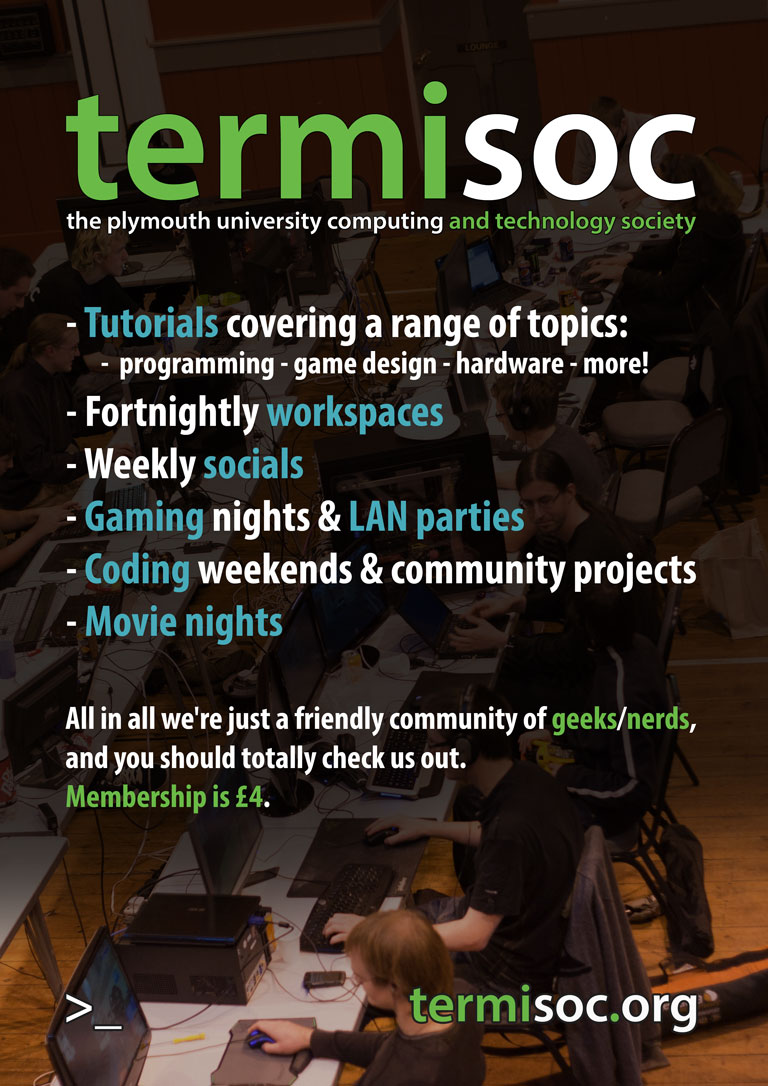 LOUNGE
termisoc
the plymouth university computing and technology society
- Tutorials covering a range of topics:
- programming - game design - hardware - more!
- Fortnightly workspaces
- Weekly socials
- Gaming nights & LAN parties
- Coding weekends & community projects
- Movie nights
All in all we're just a friendly community of geeks/nerds,
and you should totally check us out.
Membership is £4.
>_
termisoc.org